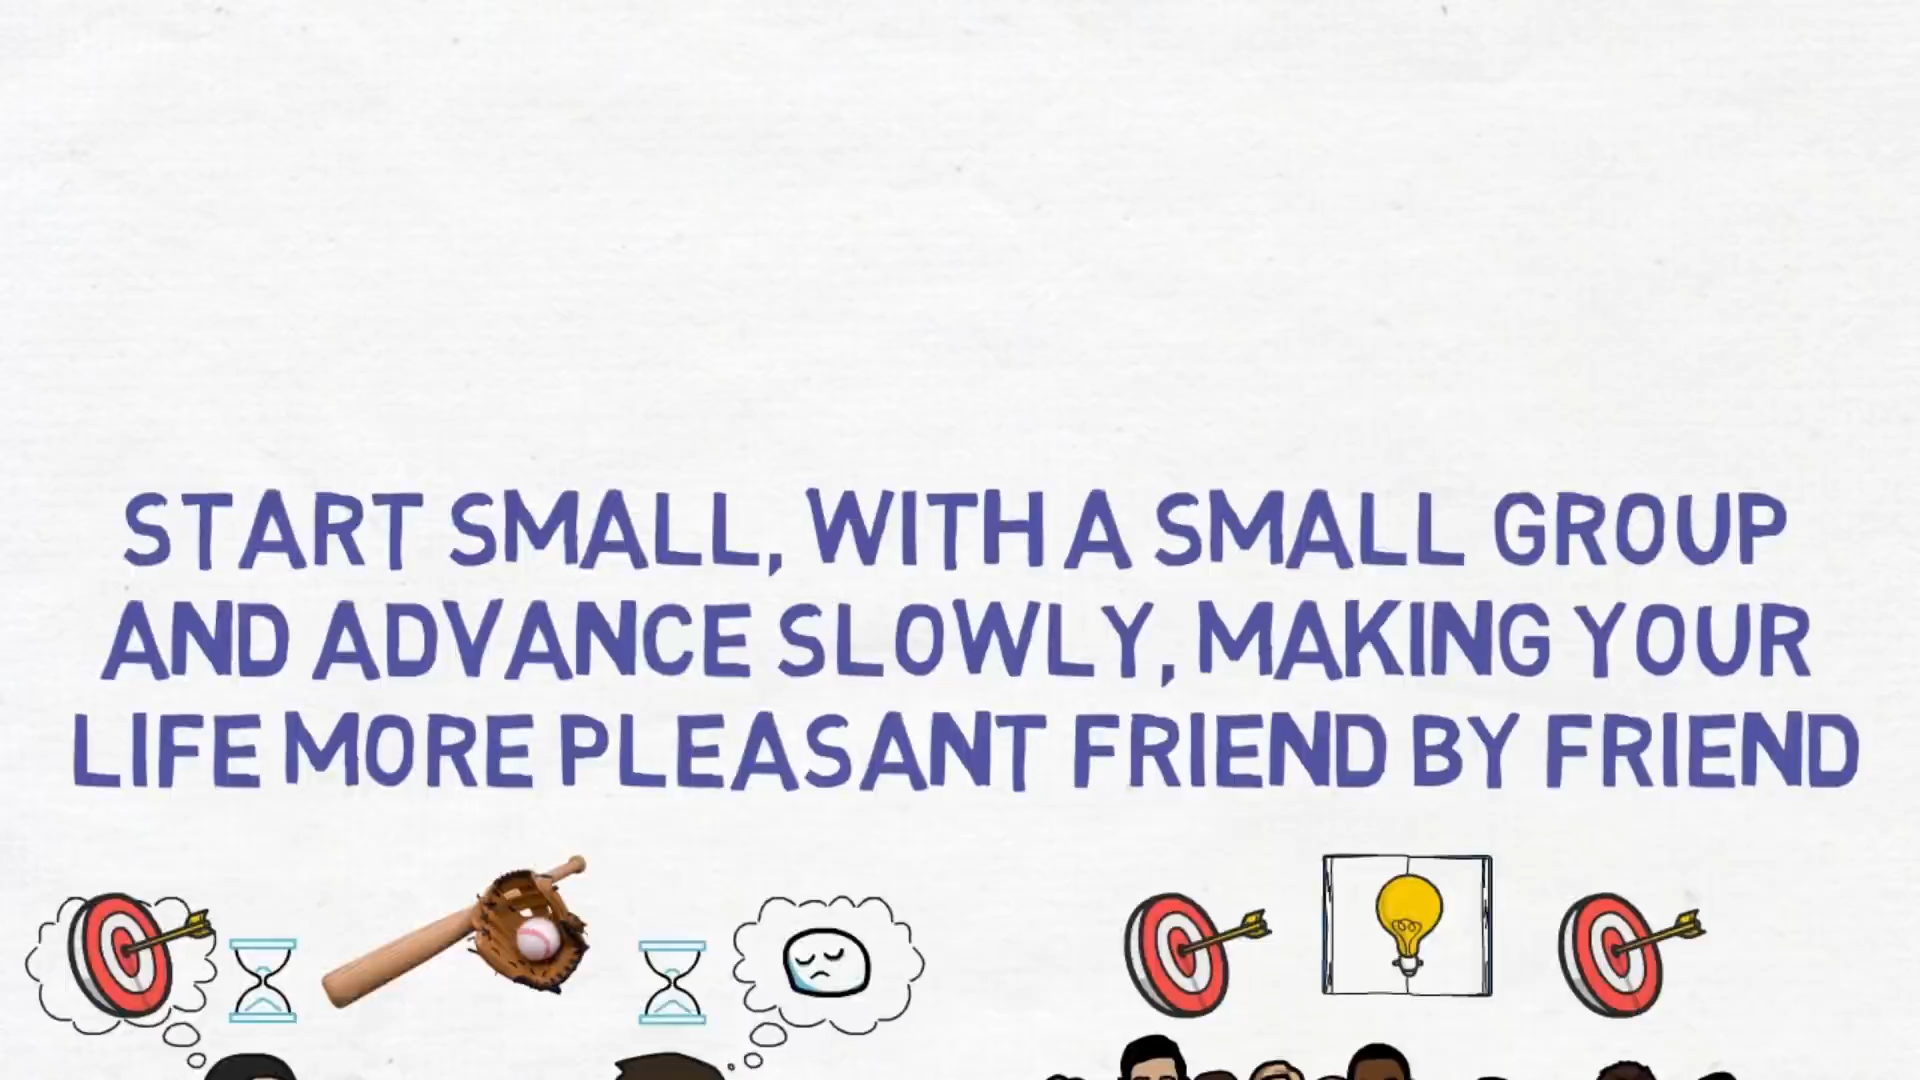 START SMALL, WITH A SMALL GROUP
AND ADVANCE SLOWLY, MAKING YOUR
LIFE MORE PLEASANT FRIEND BY FRIEND